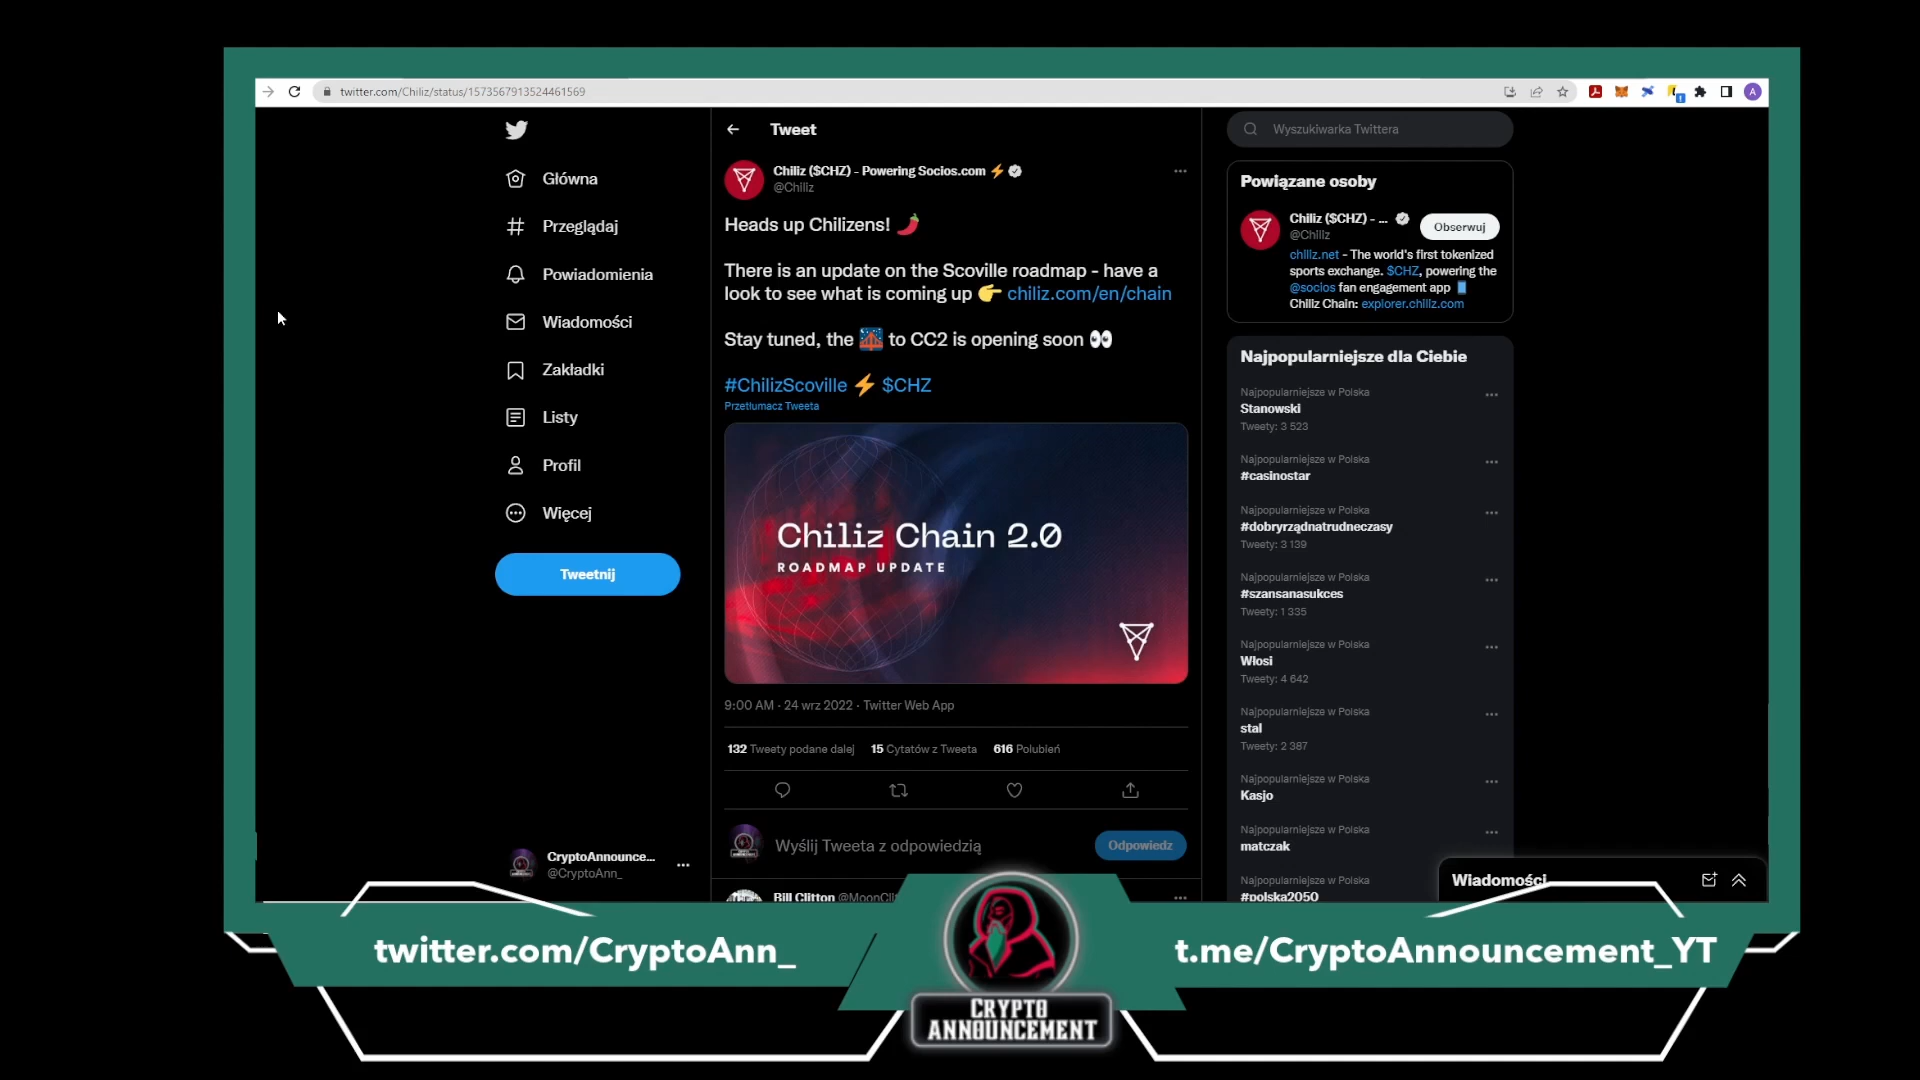 twitter.com/Chiliz/status/1573567913524461569
A
Główna
Przeglądaj
Powiadomienia
Wiadomości
Zakładki
Listy
Profil
Więcej
Tweetnij
CryptoAnnounce...
@CryptoAnn_
Tweet
Chiliz ($CHZ) - Powering Socios.com ⚡
@Chiliz
Heads up Chilizens! 🌶️
There is an update on the Scoville roadmap - have a
look to see what is coming up 👉 chiliz.com/en/chain
Stay tuned, the 🌉 to CC2 is opening soon 👀
#ChilizScoville ⚡ $CHZ
Przetłumacz Tweeta
Chiliz Chain 2.0
ROADMAP UPDATE
9:00 AM · 24 wrz 2022 · Twitter Web App
132 Tweety podane dalej 15 Cytatów z Tweeta 616 Polubień
Wyślij Tweeta z odpowiedzią
Odpowiedz
Bill Clitton
Wyszukiwarka Twittera
Powiązane osoby
Chiliz ($CHZ) - ...
@Chiliz
Obserwuj
chiliz.net - The world's first tokenized
sports exchange. $CHZ, powering the
@socios fan engagement app
Chiliz Chain: explorer.chiliz.com
Najpopularniejsze dla Ciebie
Najpopularniejsze w Polska
Stanowski
Tweety: 3 523
Najpopularniejsze w Polska
#casinostar
Najpopularniejsze w Polska
#dobryrządnatrudneczasy
Tweety: 3 139
Najpopularniejsze w Polska
#szansanasukces
Tweety: 1 335
Najpopularniejsze w Polska
Włosi
Tweety: 4 642
Najpopularniejsze w Polska
stal
Tweety: 2 387
Najpopularniejsze w Polska
Kasjo
Najpopularniejsze w Polska
matczak
Najpopularniejsze w Polska
#polska2050
Wiadomości
twitter.com/CryptoAnn_
CRYPTO
ANNOUNCEMENT
t.me/CryptoAnnouncement_YT